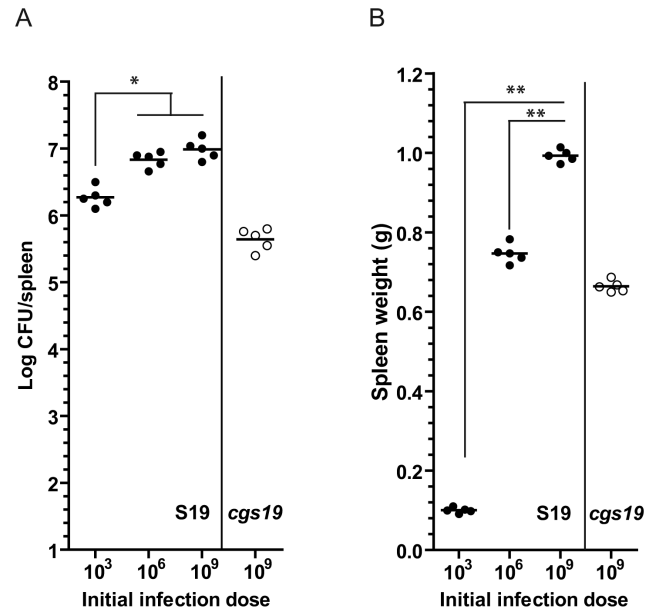 A
B
*
8
7
6
5
4
3
2
1
Log CFU/spleen
S19
cgs19
10³
10⁶
10⁹
10⁹
Initial infection dose
**
**
1.2
1.0
0.8
0.6
0.4
0.2
0.0
Spleen weight (g)
S19
cgs19
10³
10⁶
10⁹
10⁹
Initial infection dose